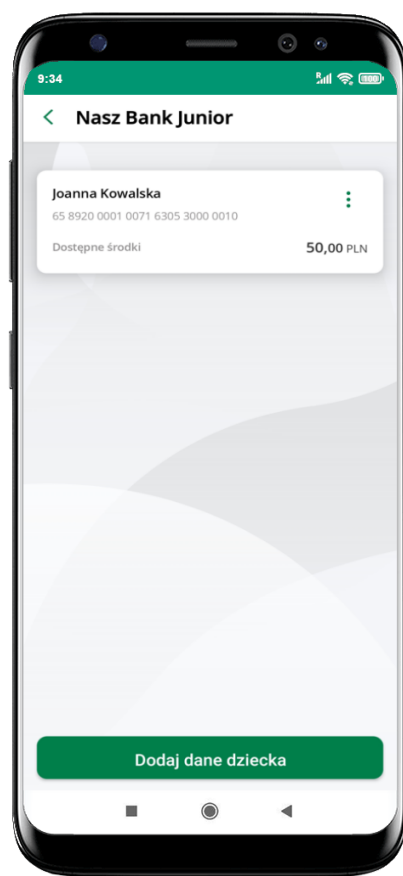 9:34
R
100
Nasz Bank Junior
Joanna Kowalska
65 8920 0001 0071 6305 3000 0010
Dostępne środki
50,00 PLN
Dodaj dane dziecka